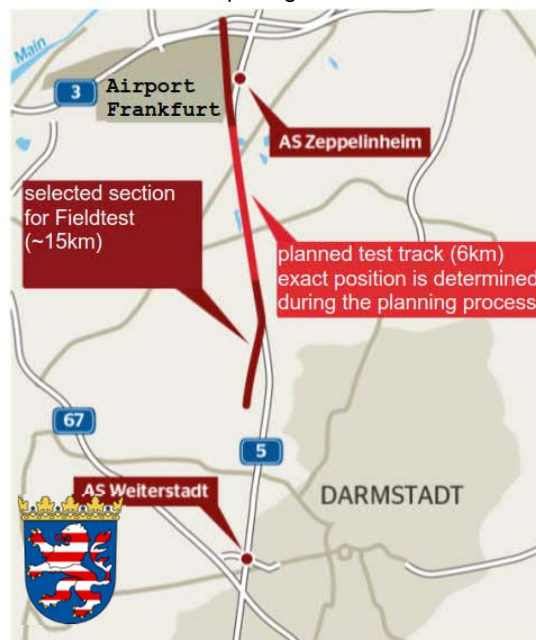 Main
3
Airport
Frankfurt
AS Zeppelinheim
selected section
for Fieldtest
(~15km)
planned test track (6km)
exact position is determined
during the planning process
67
5
AS Weiterstadt
DARMSTADT